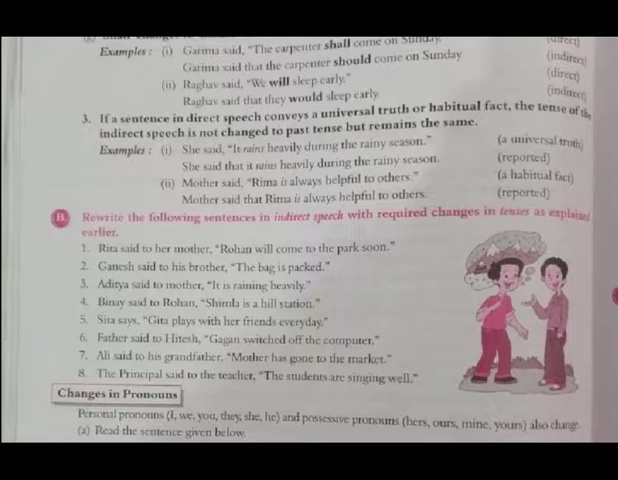 (g) Shall changes to
Examples : (i) Garima said, "The carpenter shall come on Sunday. (direct)
Garima said that the carpenter should come on Sunday (indirect)
(ii) Raghav said, "We will sleep early." (direct)
Raghav said that they would sleep early (indirect)
3. If a sentence in direct speech conveys a universal truth or habitual fact, the tense of the
indirect speech is not changed to past tense but remains the same.
Examples : (i) She said, "It rains heavily during the rainy season." (a universal truth)
She said that it rains heavily during the rainy season. (reported)
(ii) Mother said, "Rima is always helpful to others." (a habitual fact)
Mother said that Rima is always helpful to others. (reported)
B. Rewrite the following sentences in indirect speech with required changes in tenses as explained
earlier.
1. Rita said to her mother, "Rohan will come to the park soon."
2. Ganesh said to his brother, "The bag is packed."
3. Aditya said to mother, "It is raining heavily."
4. Binay said to Rohan, "Shimla is a hill station."
5. Sita says, "Gita plays with her friends everyday."
6. Father said to Hitesh, "Gagan switched off the computer."
7. Ali said to his grandfather, "Mother has gone to the market."
8. The Principal said to the teacher, "The students are singing well."
Changes in Pronouns
Personal pronouns (I, we, you, they, she, he) and possessive pronouns (hers, ours, mine, yours) also change.
(a) Read the sentence given below.